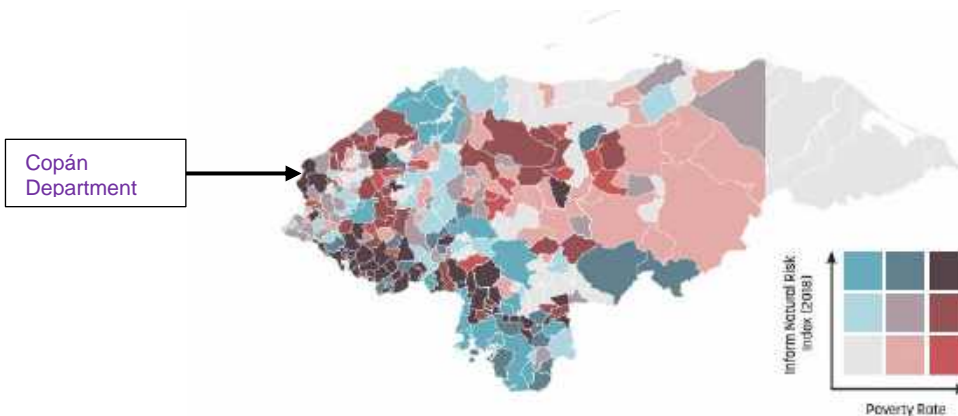 Copán
Department
Inform Natural Risk
Index (2018)
Poverty Rate